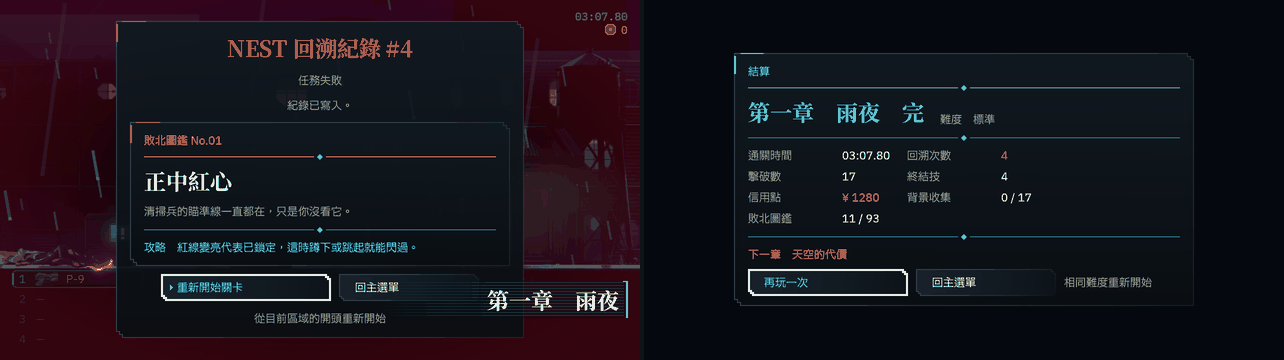 03:07.80
0
NEST 回溯紀錄 #4
任務失敗
紀錄已寫入。
敗北圖鑑 No.01
正中紅心
清掃兵的瞄準線一直都在，只是你沒看它。
攻略　紅線變亮代表已鎖定，這時蹲下或跳起就能閃過。
1 P-9
2 —
3 —
4 —
重新開始關卡
回主選單
第一章　雨夜
從目前區域的開頭重新開始
結算
第一章　雨夜　完　難度　標準
通關時間 03:07.80 回溯次數 4
擊破數 17 終結技 4
信用點 ¥ 1280 背景收集 0 / 17
敗北圖鑑 11 / 93
下一章　天空的代價
再玩一次
回主選單
相同難度重新開始